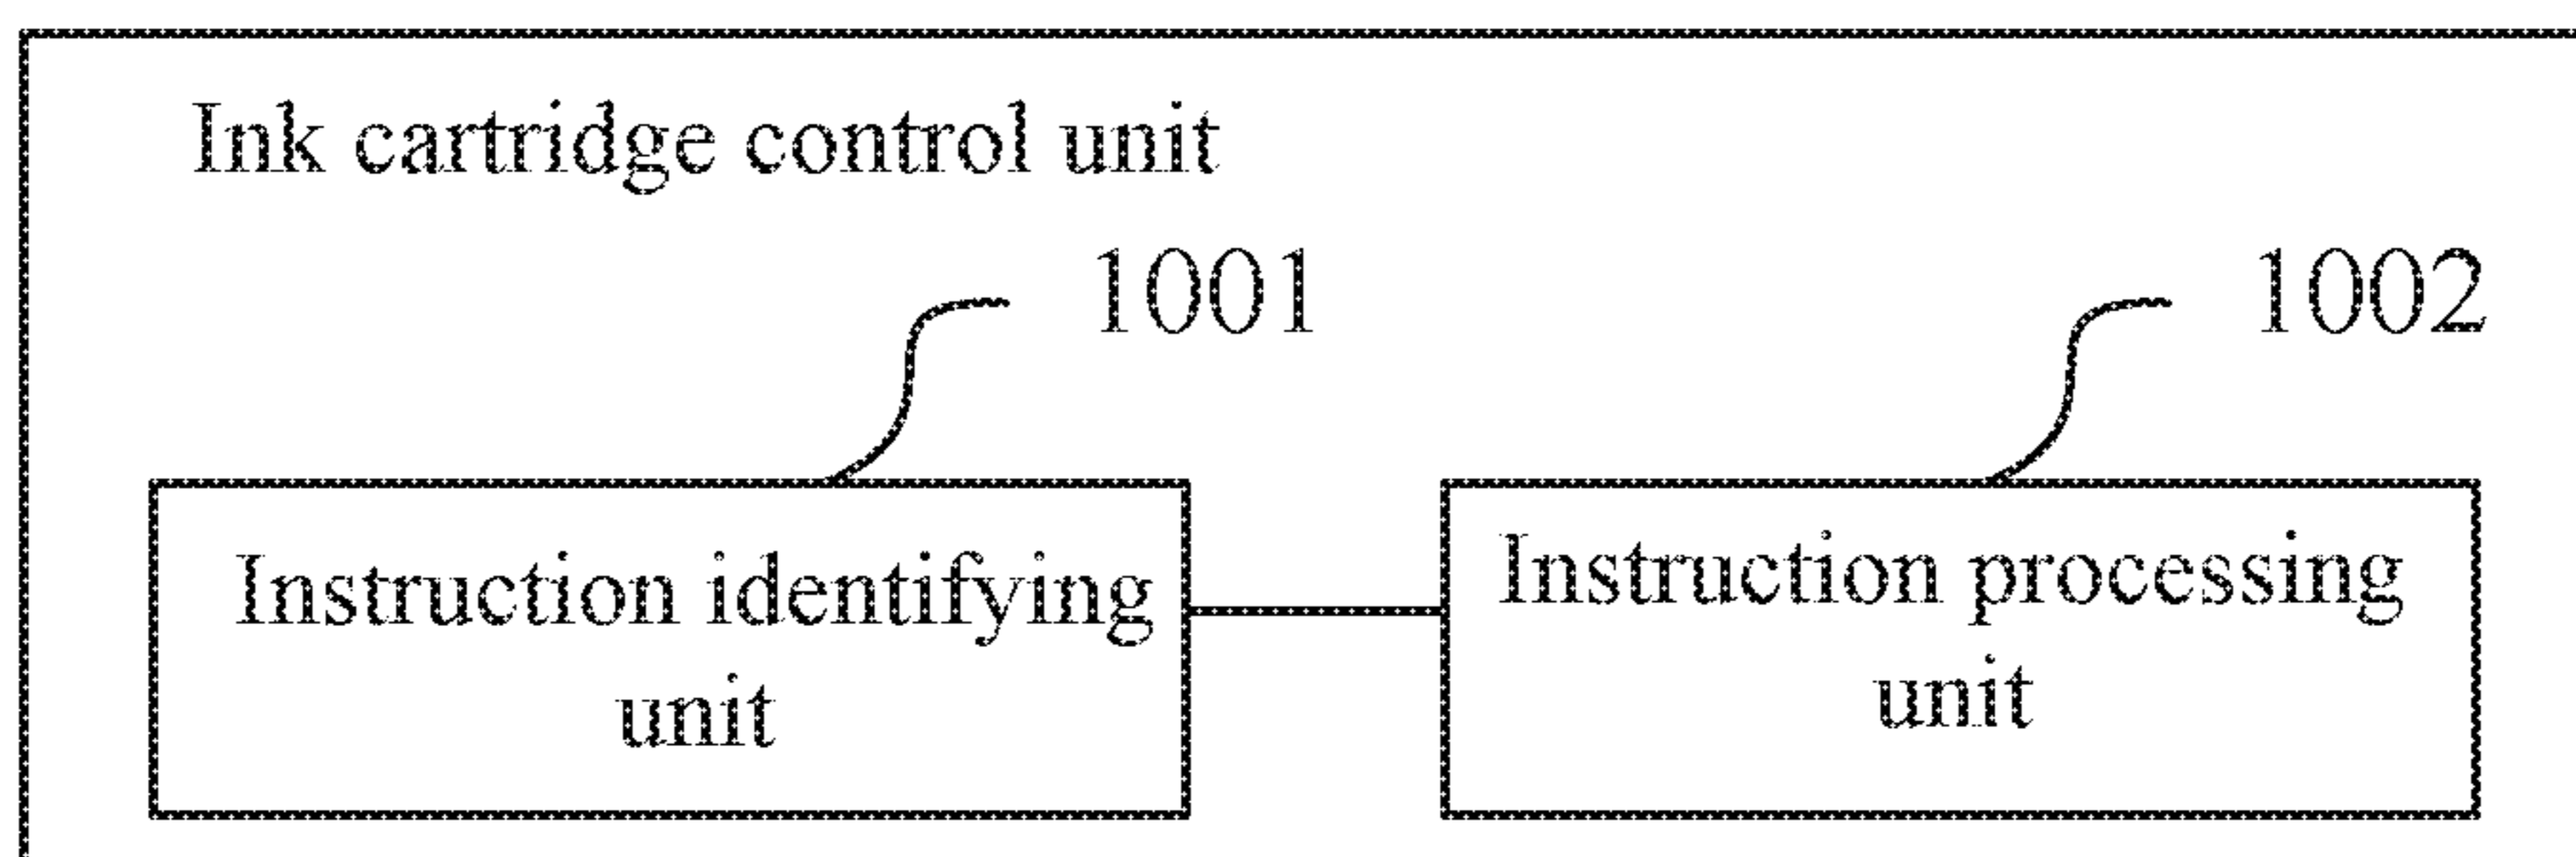 Ink cartridge control unit
1001
1002
Instruction identifying
unit
Instruction processing
unit